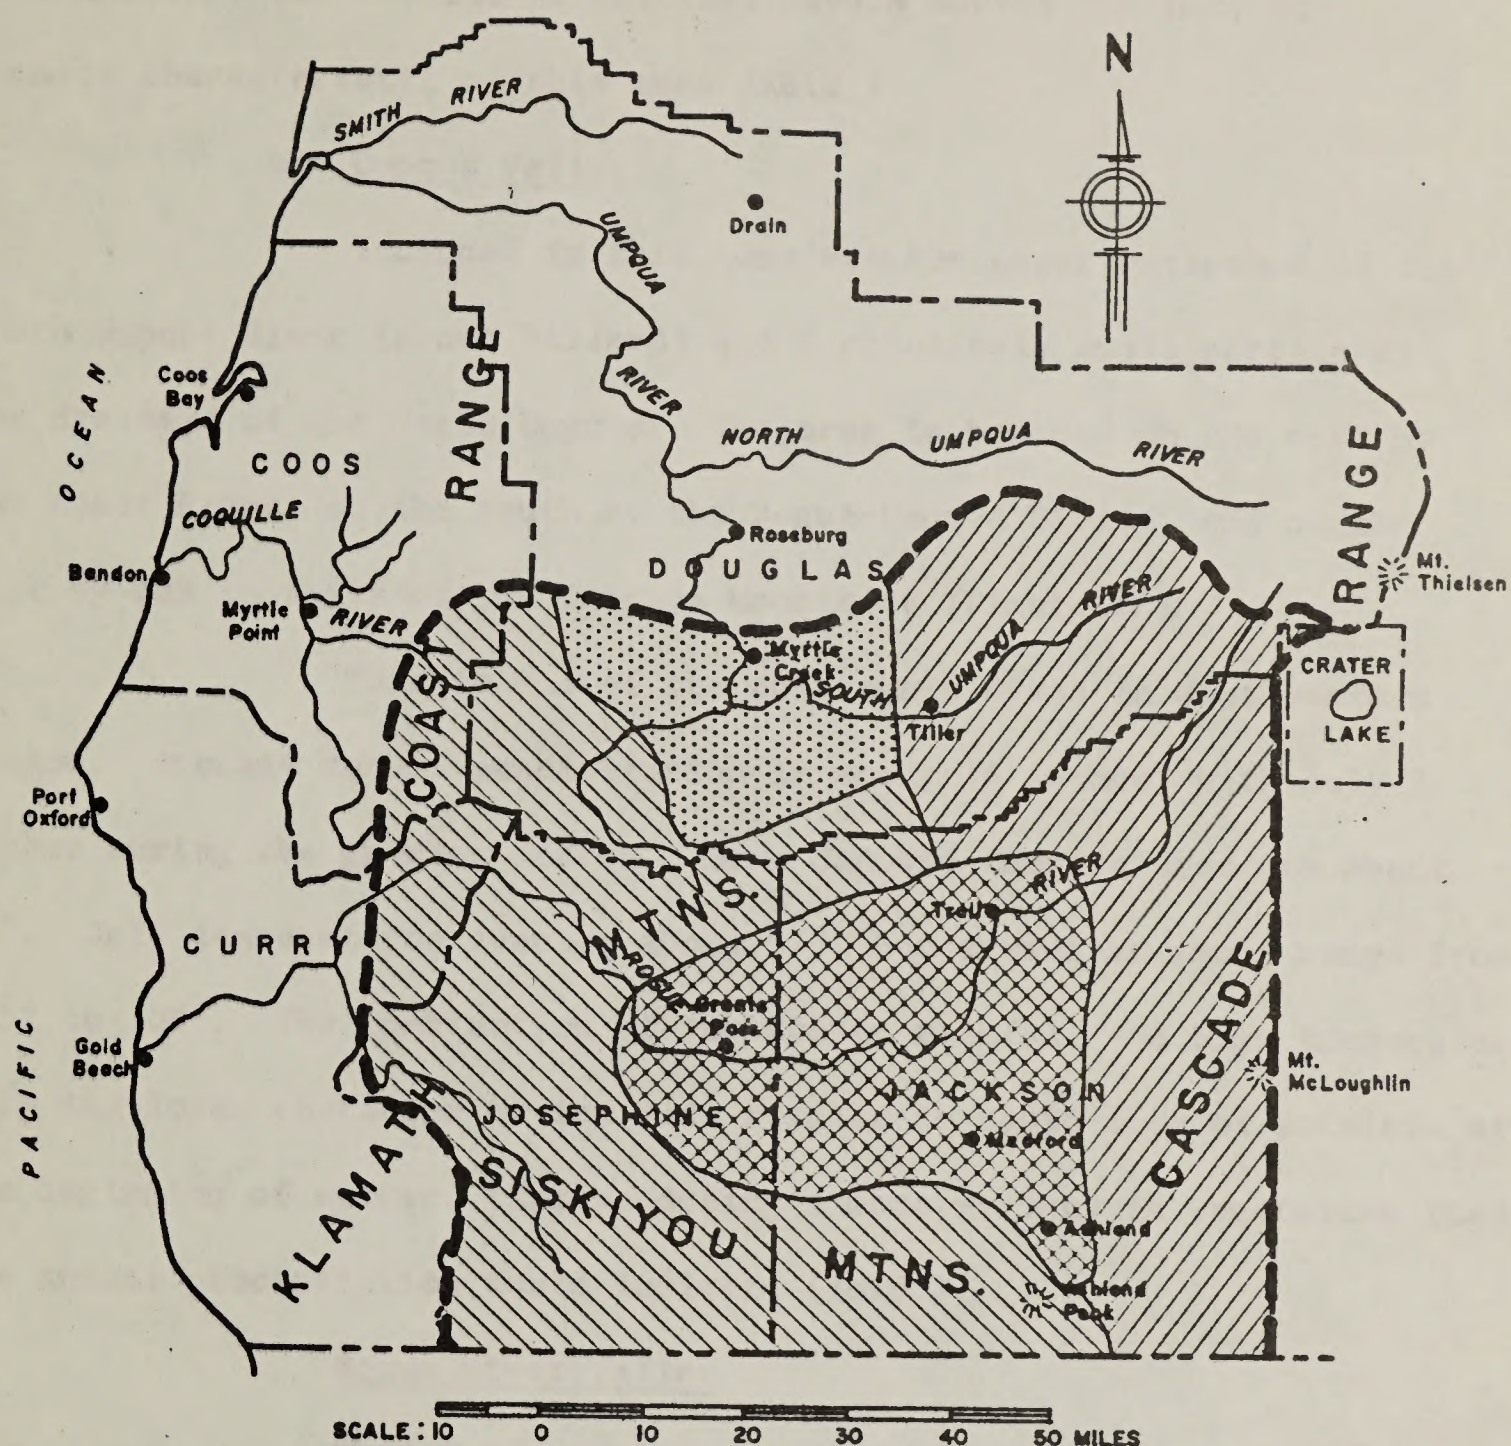 N
SMITH RIVER
Drain
UMPQUA
RIVER
OCEAN
Coos
Bay
RANGE
COOS
NORTH UMPQUA RIVER
COQUILLE
RANGE
Roseburg
DOUGLAS
Mt.
Thielsen
Bandon
Myrtle
Point
RIVER
RIVER
UMPQUA
Myrtle
Creek
SOUTH
Tiller
CRATER
LAKE
COAST
Port
Oxford
RIVER
Trail
MTNS.
CURRY
ROGUE
Grants
Pass
CASCADE
PACIFIC
Gold
Beach
Mt.
McLoughlin
JACKSON
JOSEPHINE
Medford
KLAMATH
SISKIYOU
MTNS.
Ashland
Ashland
Peak
SCALE: 10 0 10 20 30 40 50 MILES